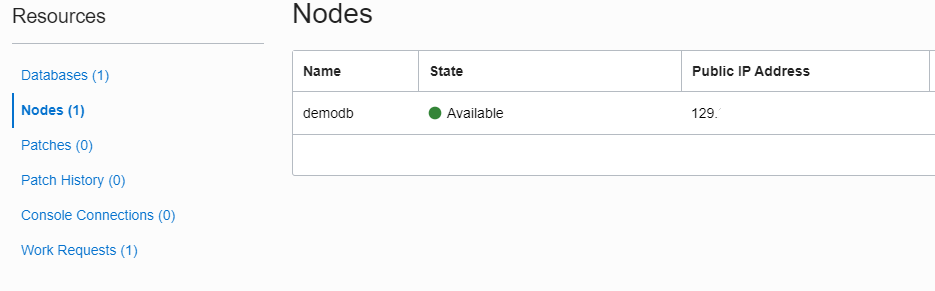 Resources
Databases (1)
Nodes (1)
Patches (0)
Patch History (0)
Console Connections (0)
Work Requests (1)
Nodes
Name State Public IP Address
demodb Available 129.